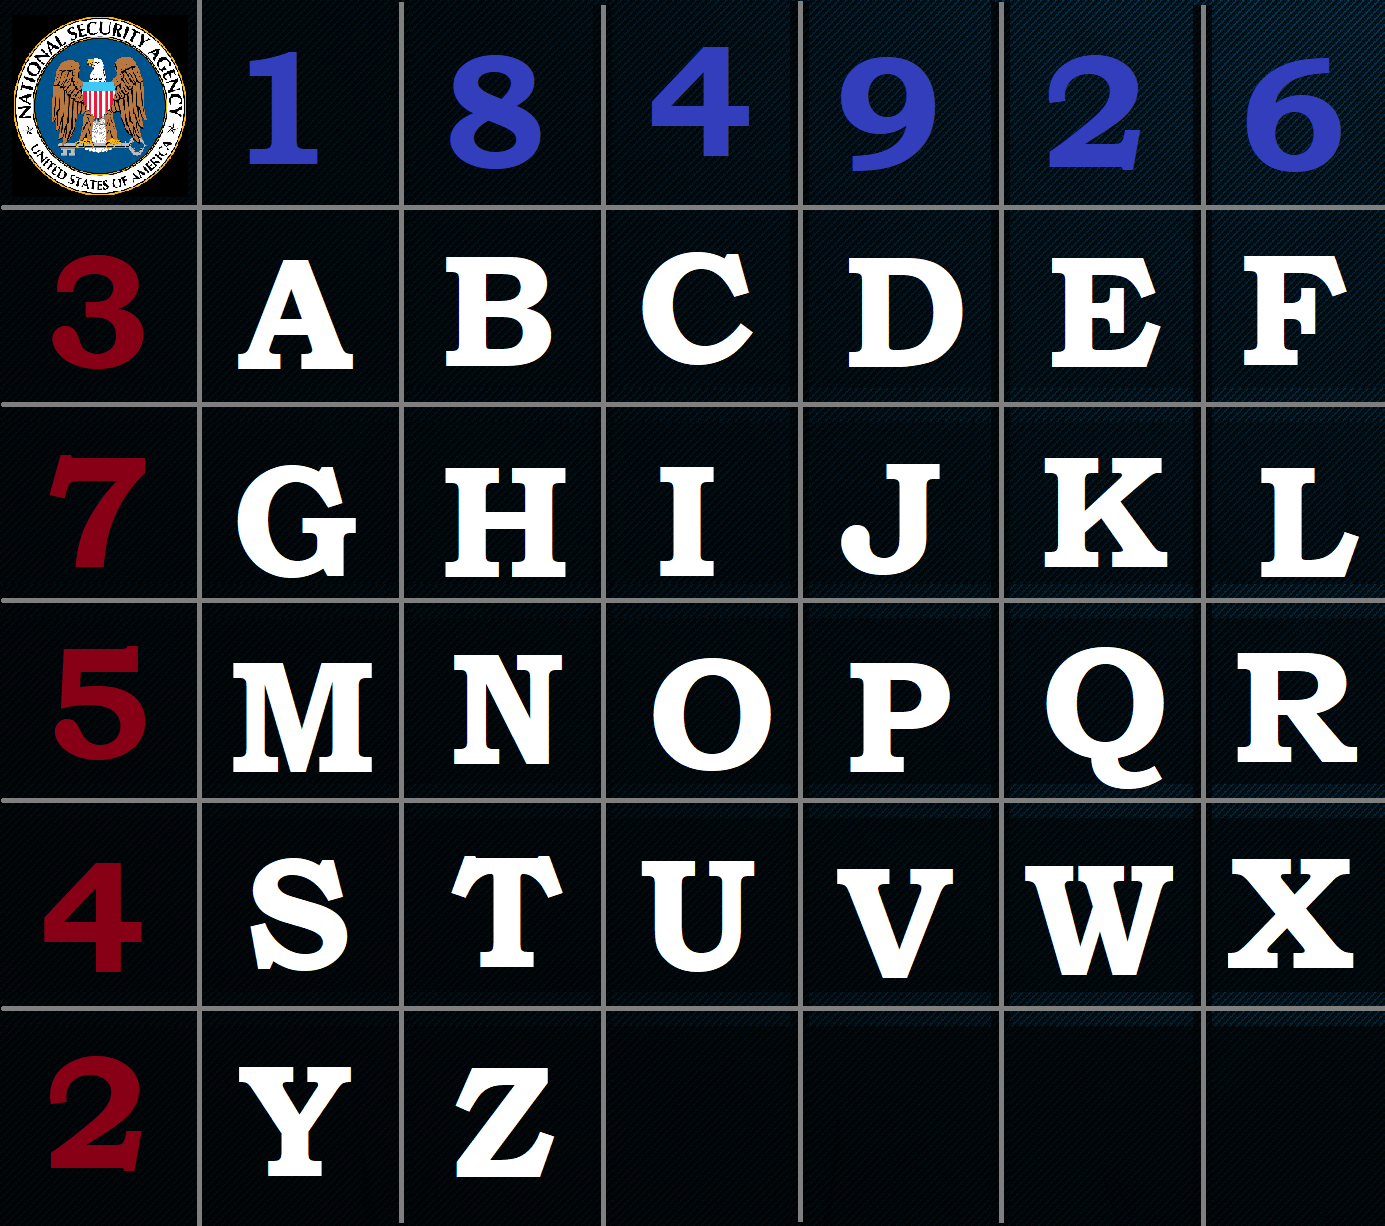 NATIONAL SECURITY AGENCY
UNITED STATES OF AMERICA
1 8 4 9 2 6
3 A B C D E F
7 G H I J K L
5 M N O P Q R
4 S T U V W X
2 Y Z